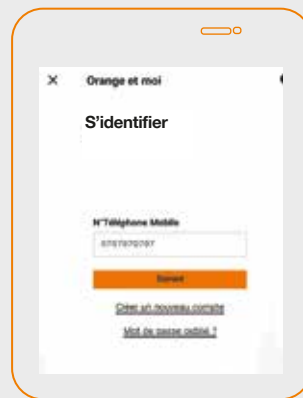 Orange et moi
S'identifier
N°Téléphone Mobile
Suivant
Créer un nouveau compte
Mot de passe oublié ?